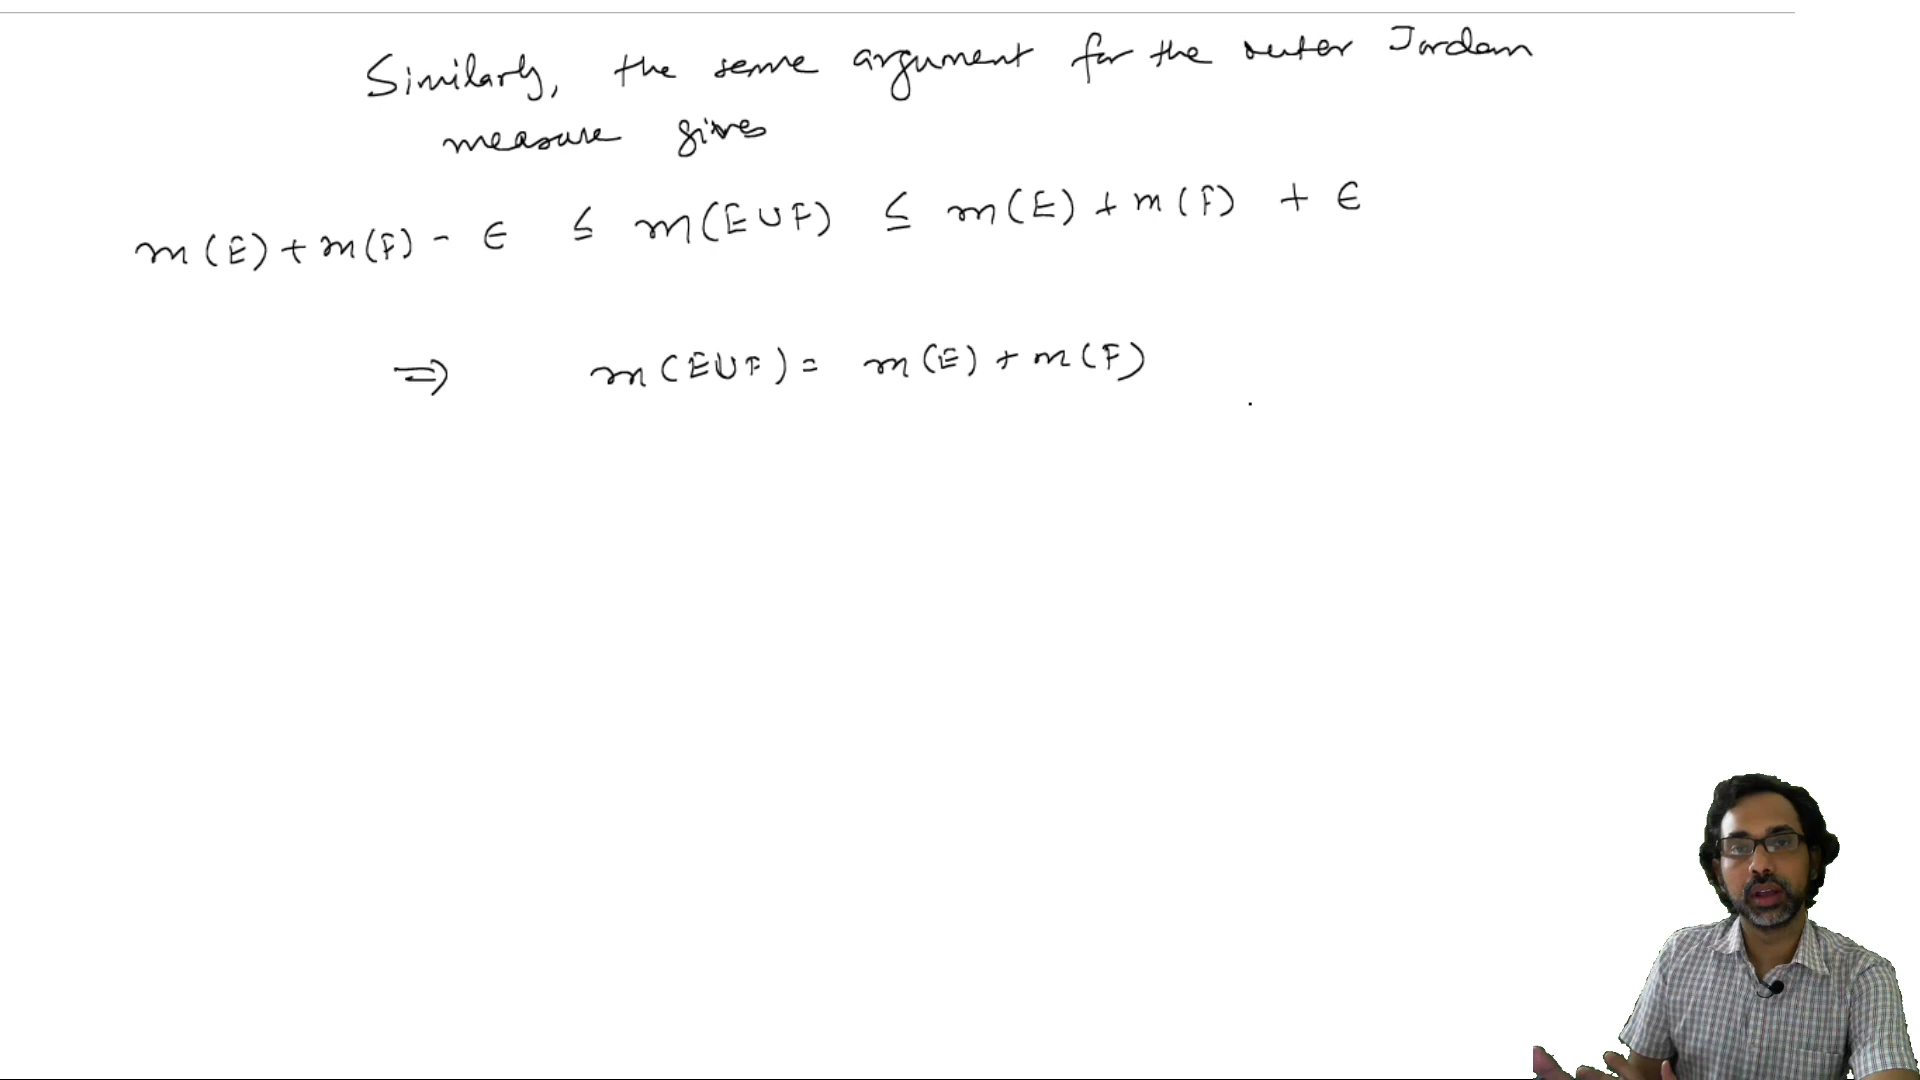 Similarly, the same argument for the outer Jordan
measure gives
m(E) + m(F) - ϵ ≤ m(E∪F) ≤ m(E) + m(F) + ϵ
⇒ m(E∪F) = m(E) + m(F)